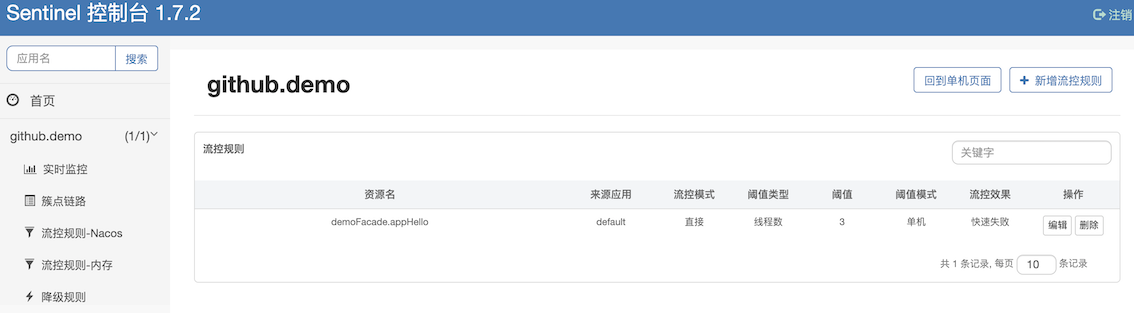 Sentinel 控制台 1.7.2
注销
应用名
搜索
首页
github.demo (1/1)
实时监控
簇点链路
流控规则-Nacos
流控规则-内存
降级规则
github.demo
回到单机页面
新增流控规则
流控规则
关键字
资源名 来源应用 流控模式 阈值类型 阈值 阈值模式 流控效果 操作
demoFacade.appHello default 直接 线程数 3 单机 快速失败 编辑 删除
共 1 条记录, 每页 10 条记录